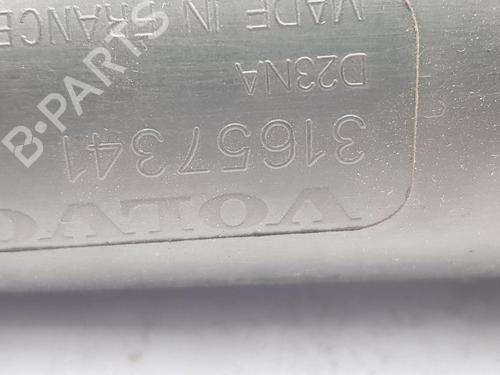 VOLVO
31657341
D23NA
MADE IN
FRANCE
B-PARTS